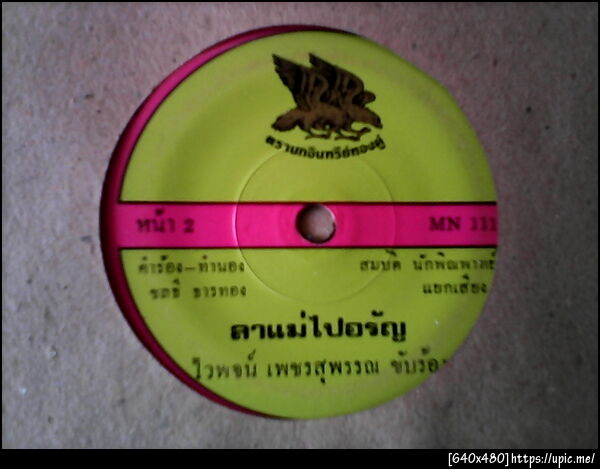 ตรานกอินทรีย์ทองคู่
หน้า 2 MN 111
คำร้อง-ทำนอง สมบัติ นักพิณพาทย์
ชลธี ธารทอง แยกเสียง
ลาแม่ไปอรัญ
ไวพจน์ เพชรสุพรรณ ขับร้อง
[640x480]https://upic.me/